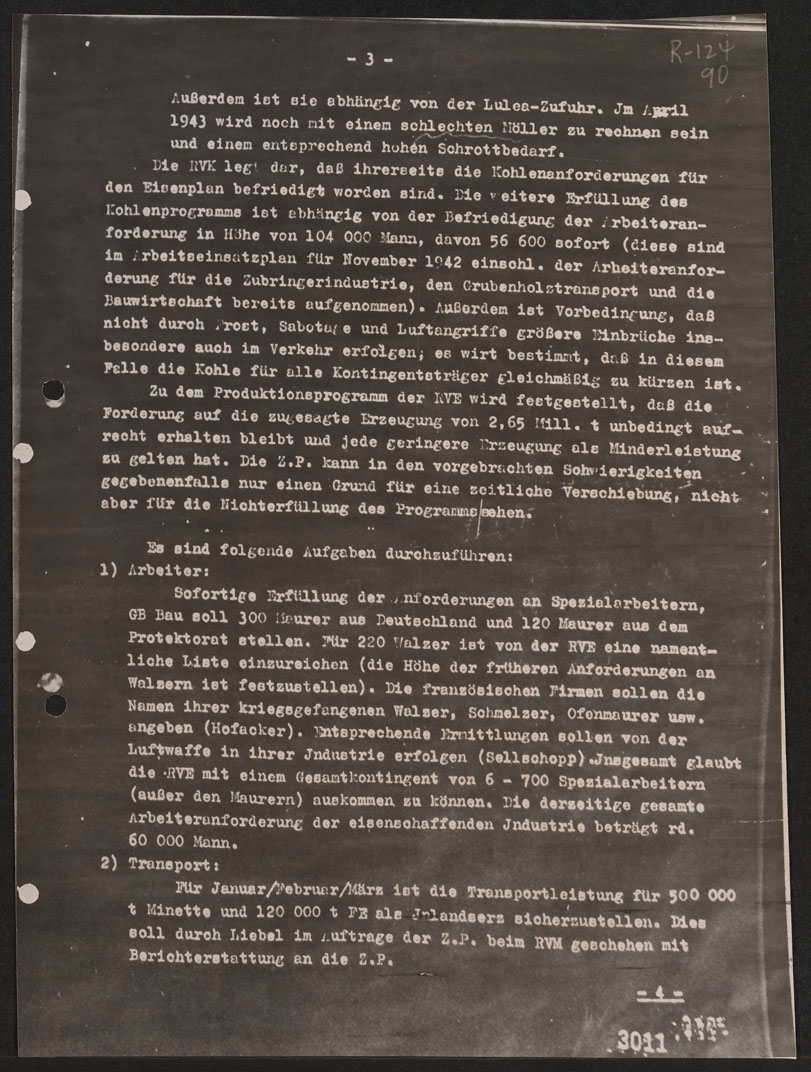 - 3 -
R-124
90
Außerdem ist sie abhängig von der Lulea-Zufuhr. Jm April
1943 wird noch mit einem schlechten Möller zu rechnen sein
und einem entsprechend hohen Schrottbedarf.
Die RVK legt dar, daß ihrerseits die Kohlenanforderungen für
den Eisenplan befriedigt worden sind. Die weitere Erfüllung des
Kohlenprogramms ist abhängig von der Befriedigung der Arbeiteran-
forderung in Höhe von 104 000 Mann, davon 56 600 sofort (diese sind
im Arbeitseinsatzplan für November 1942 einschl. der Arbeiteranfor-
derung für die Zubringerindustrie, den Grubenholztransport und die
Bauwirtschaft bereits aufgenommen). Außerdem ist Vorbedingung, daß
nicht durch Frost, Sabotage und Luftangriffe größere Einbrüche ins-
besondere auch im Verkehr erfolgen; es wirt bestimmt, daß in diesem
Falle die Kohle für alle Kontingentsträger gleichmäßig zu kürzen ist.
Zu dem Produktionsprogramm der RVE wird festgestellt, daß die
Forderung auf die zugesagte Erzeugung von 2,65 Mill. t unbedingt auf-
recht erhalten bleibt und jede geringere Erzeugung als Minderleistung
zu gelten hat. Die Z.P. kann in den vorgebrachten Schwierigkeiten
gegebenenfalls nur einen Grund für eine zeitliche Verschiebung, nicht
aber für die Nichterfüllung des Programms sehen.
Es sind folgende Aufgaben durchzuführen:
1) Arbeiter:
Sofortige Erfüllung der Anforderungen an Spezialarbeitern,
GB Bau soll 300 Maurer aus Deutschland und 120 Maurer aus dem
Protektorat stellen. Für 220 Walzer ist von der RVE eine nament-
liche Liste einzureichen (die Höhe der früheren Anforderungen an
Walzern ist festzustellen). Die französischen Firmen sollen die
Namen ihrer kriegsgefangenen Walzer, Schmelzer, Ofenmaurer usw.
angeben (Hofacker). Entsprechende Ermittlungen sollen von der
Luftwaffe in ihrer Jndustrie erfolgen (Sellschopp).Jnsgesamt glaubt
die RVE mit einem Gesamtkontingent von 6 - 700 Spezialarbeitern
(außer den Maurern) auskommen zu können. Die derzeitige gesamte
Arbeiteranforderung der eisenschaffenden Jndustrie beträgt rd.
60 000 Mann.
2) Transport:
Für Januar/Februar/März ist die Transportleistung für 500 000
t Minette und 120 000 t FE als Jnlandserz sicherzustellen. Dies
soll durch Liebel im Auftrage der Z.P. beim RVM geschehen mit
Berichterstattung an die Z.P.
- 4 -
3011